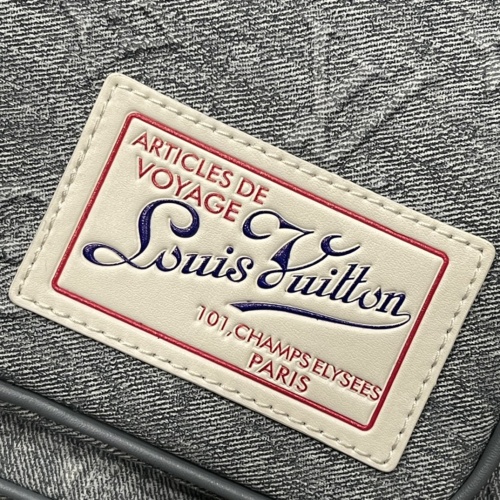 ARTICLES DE
VOYAGE
Louis Vuitton
101, CHAMPS ELYSEES
PARIS